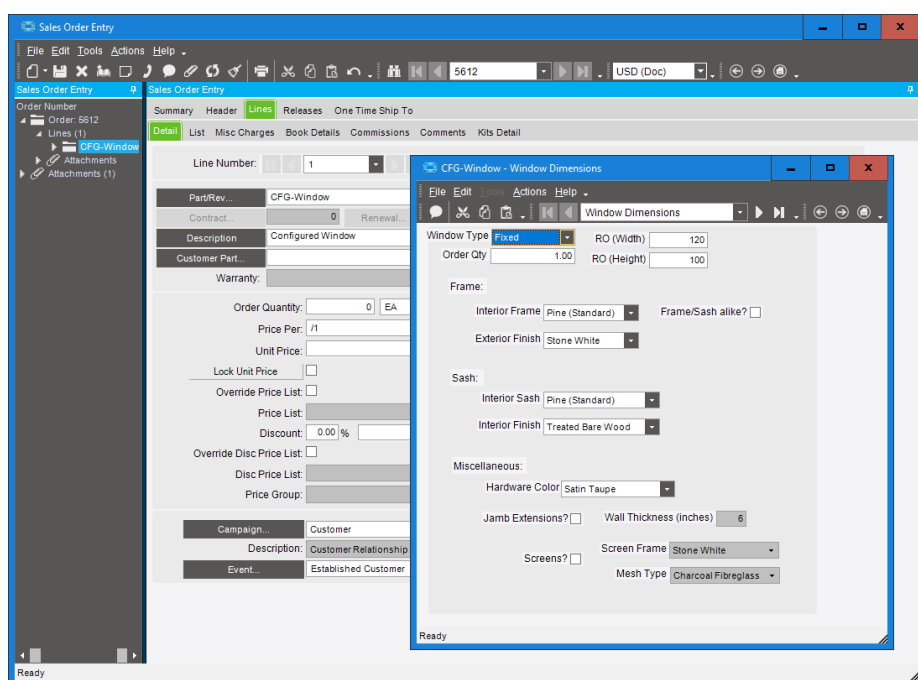 Sales Order Entry
File Edit Tools Actions Help
5612 USD (Doc)
Sales Order Entry
Order Number
Order: 5612
Lines (1)
CFG-Window
Attachments
Attachments (1)
Sales Order Entry
Summary Header Lines Releases One Time Ship To
Detail List Misc Charges Book Details Commissions Comments Kits Detail
Line Number: 1
Part/Rev... CFG-Window
Contract... 0 Renewal...
Description Configured Window
Customer Part...
Warranty:
Order Quantity: 0 EA
Price Per: /1
Unit Price:
Lock Unit Price
Override Price List:
Price List:
Discount: 0.00 %
Override Disc Price List:
Disc Price List:
Price Group:
Campaign... Customer
Description: Customer Relationship
Event... Established Customer
Ready
CFG-Window - Window Dimensions
File Edit Tools Actions Help
Window Dimensions
Window Type Fixed RO (Width) 120
Order Qty 1.00 RO (Height) 100
Frame:
Interior Frame Pine (Standard) Frame/Sash alike?
Exterior Finish Stone White
Sash:
Interior Sash Pine (Standard)
Interior Finish Treated Bare Wood
Miscellaneous:
Hardware Color Satin Taupe
Jamb Extensions? Wall Thickness (inches) 6
Screens? Screen Frame Stone White
Mesh Type Charcoal Fibreglass
Ready